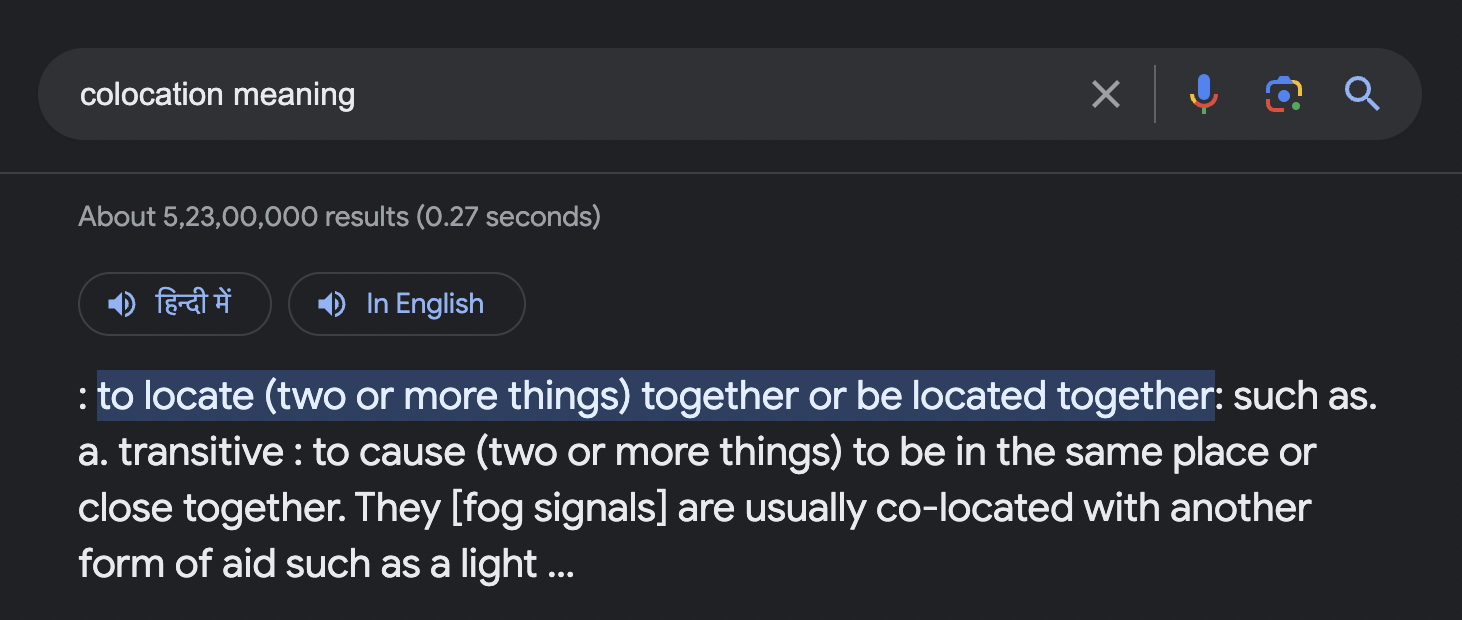 colocation meaning
About 5,23,00,000 results (0.27 seconds)
हिन्दी में In English
: to locate (two or more things) together or be located together: such as.
a. transitive : to cause (two or more things) to be in the same place or
close together. They [fog signals] are usually co-located with another
form of aid such as a light ...